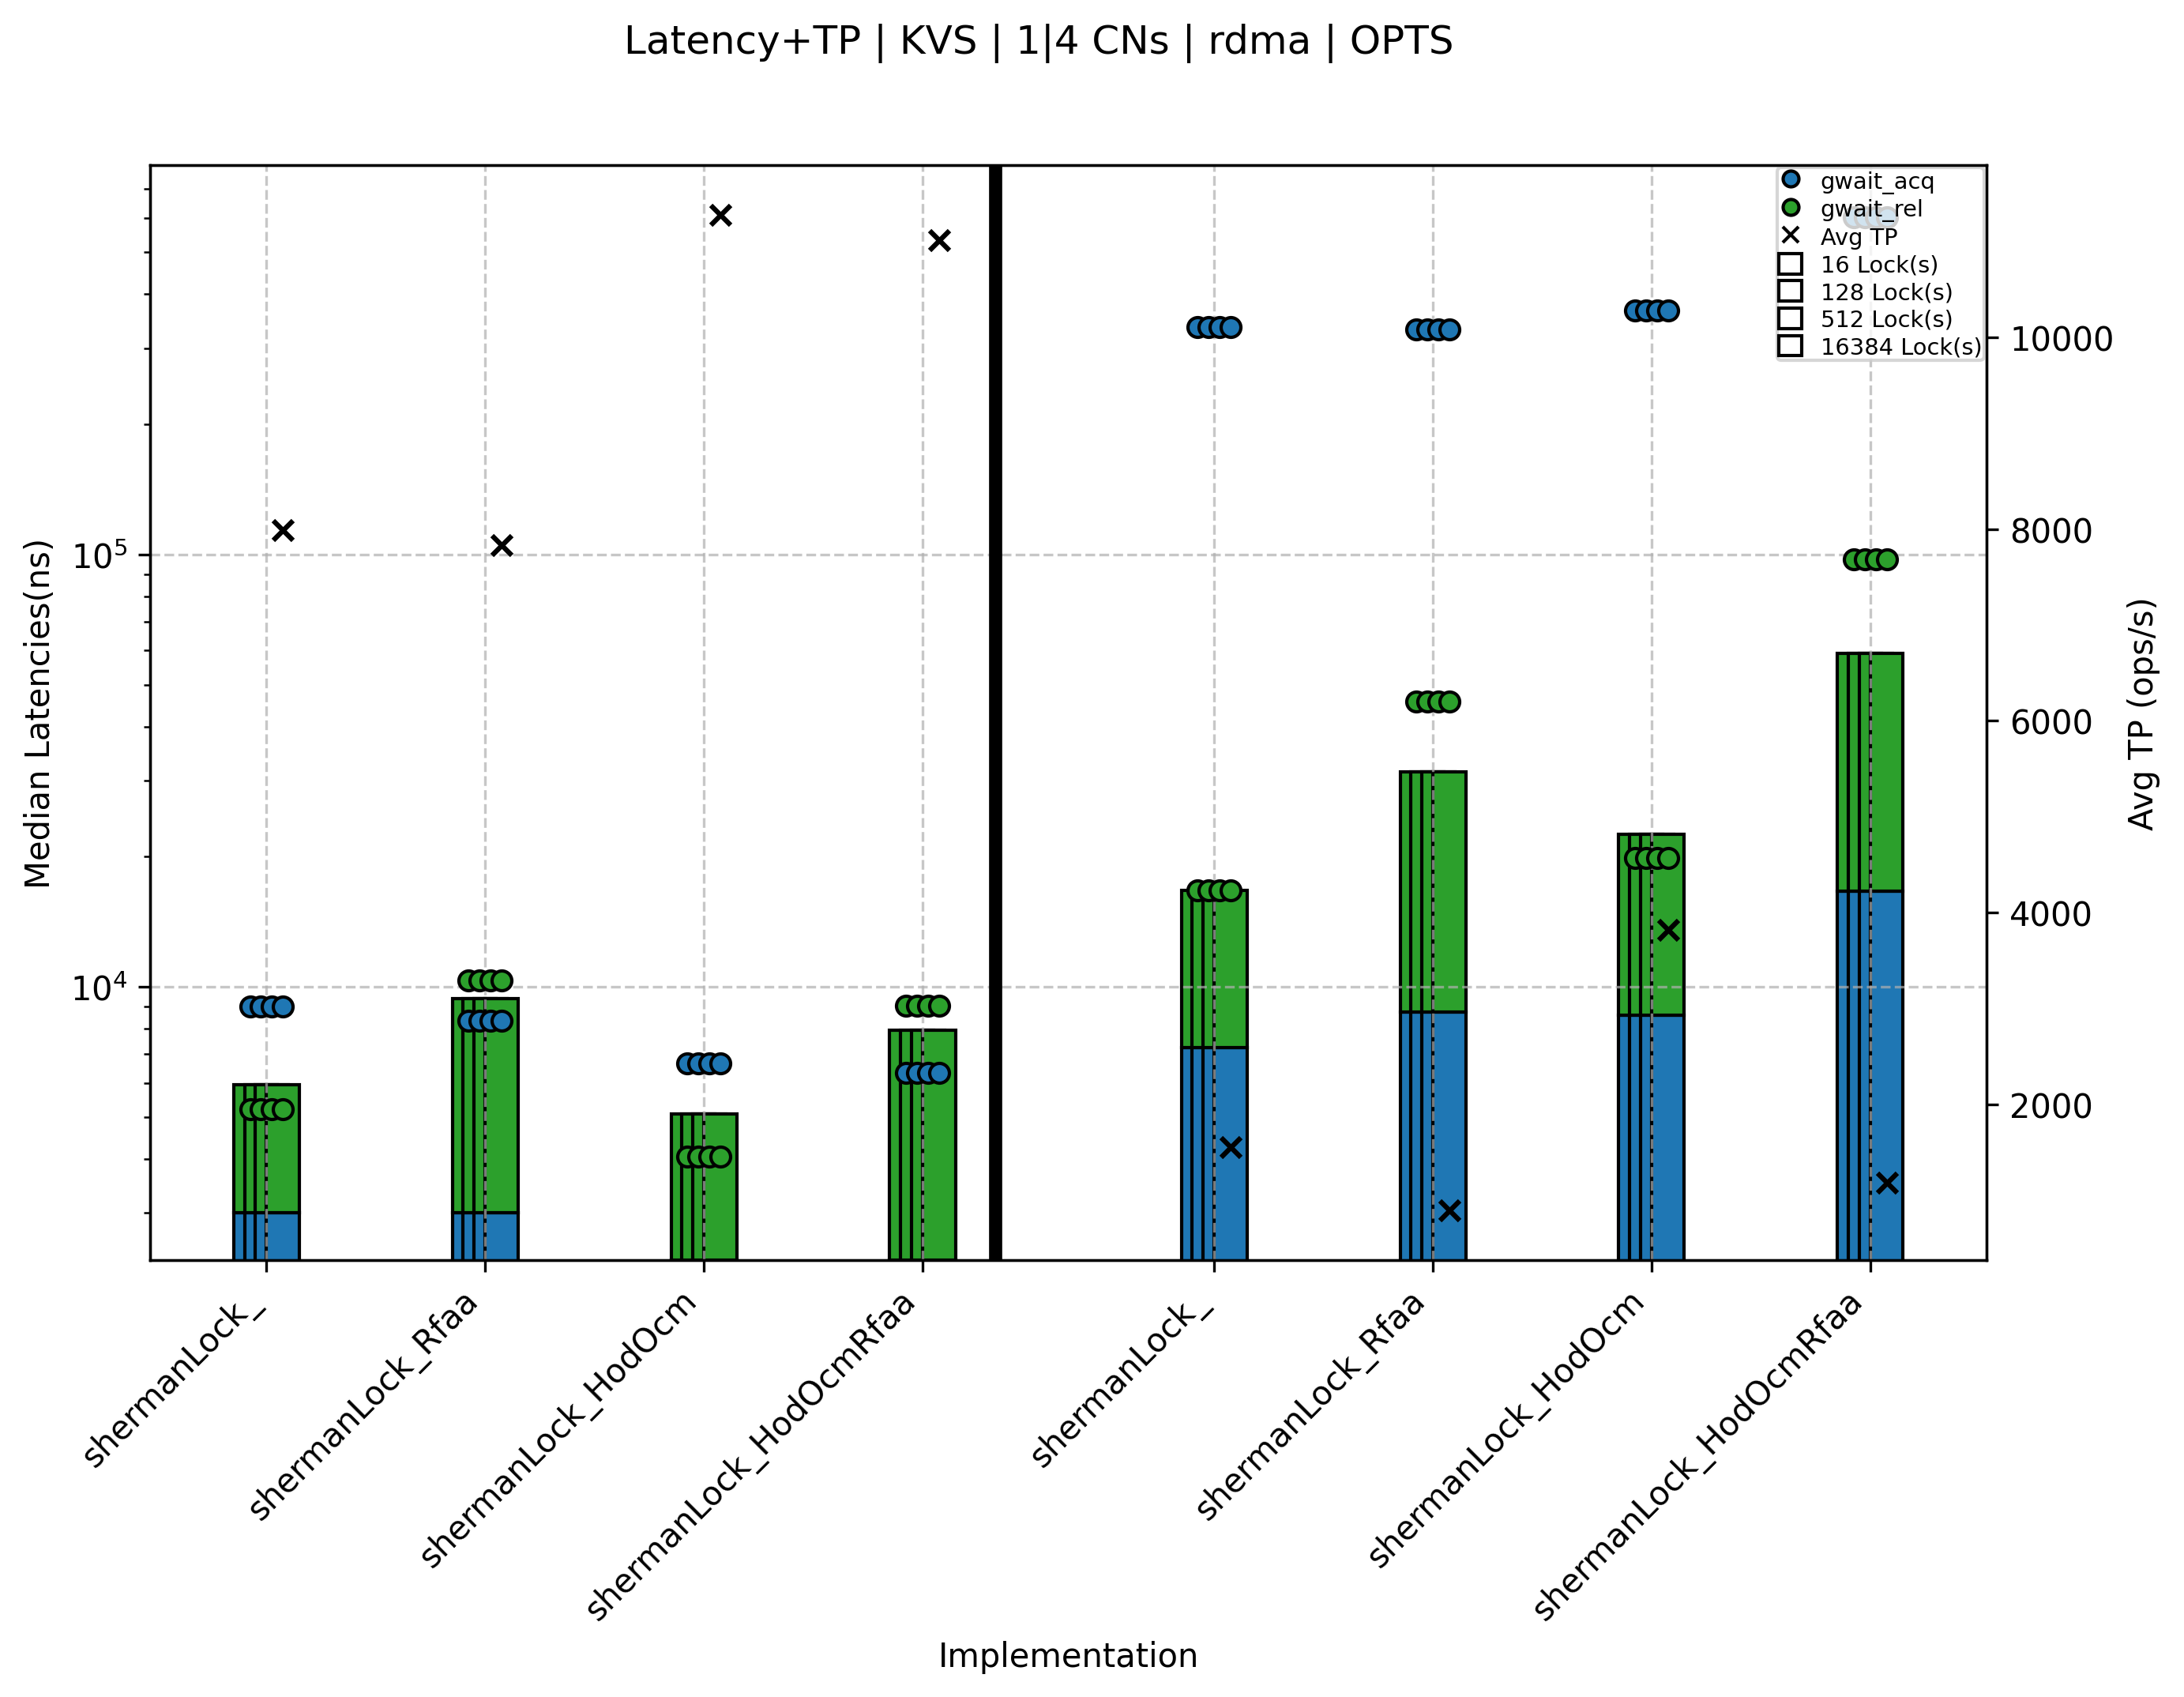 Latency+TP | KVS | 1|4 CNs | rdma | OPTS
Median Latencies(ns)
10^5
10^4
gwait_acq
gwait_rel
Avg TP
16 Lock(s)
128 Lock(s)
512 Lock(s)
16384 Lock(s)
10000
8000
6000
4000
2000
Avg TP (ops/s)
shermanLock_
shermanLock_Rfaa
shermanLock_HodOcm
shermanLock_HodOcmRfaa
shermanLock_
shermanLock_Rfaa
shermanLock_HodOcm
shermanLock_HodOcmRfaa
Implementation